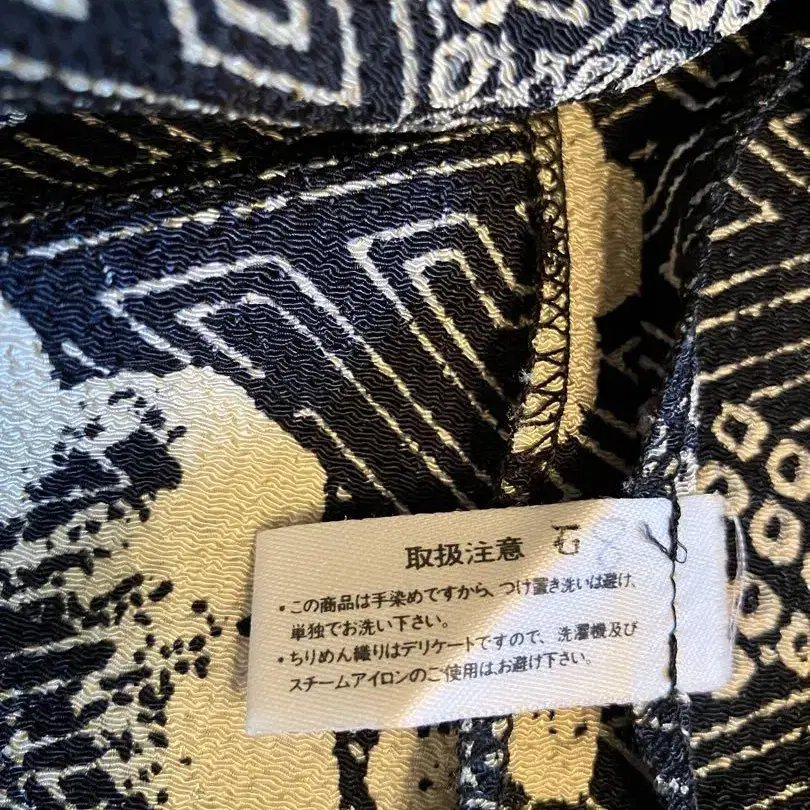 取扱注意
・この商品は手染めですから、つけ置き洗いは避け、
単独でお洗い下さい。
・ちりめん織りはデリケートですので、洗濯機及び
スチームアイロンのご使用はお避け下さい。